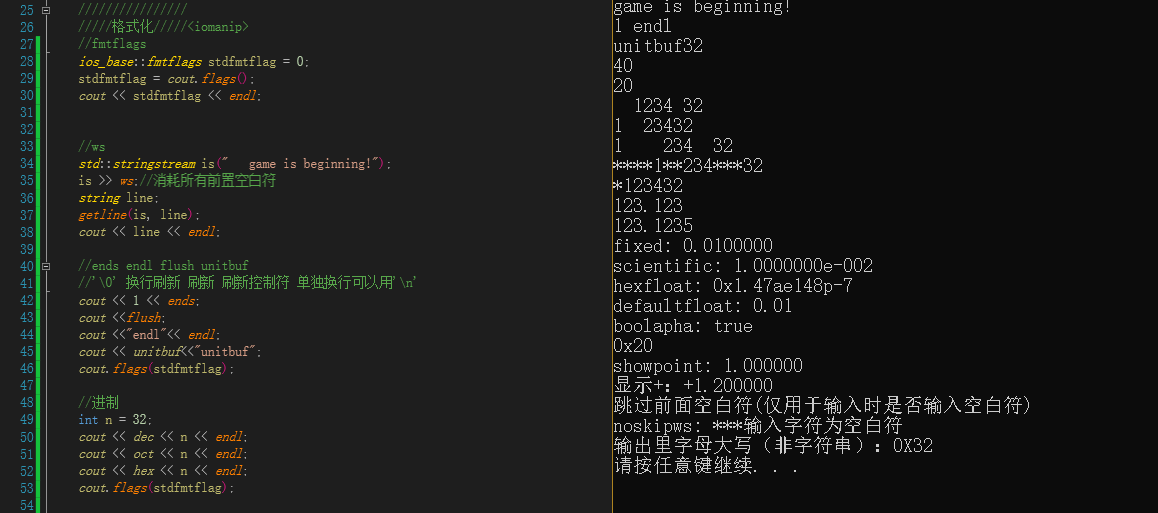 25 ////////////////
26 /////格式化/////<iomanip>
27 //fmtflags
28 ios_base::fmtflags stdfmtflag = 0;
29 stdfmtflag = cout.flags();
30 cout << stdfmtflag << endl;
31
32
33 //ws
34 std::stringstream is("   game is beginning!");
35 is >> ws;//消耗所有前置空白符
36 string line;
37 getline(is, line);
38 cout << line << endl;
39
40 //ends endl flush unitbuf
41 //'\0' 换行刷新 刷新 刷新控制符 单独换行可以用'\n'
42 cout << 1 << ends;
43 cout <<flush;
44 cout <<"endl"<< endl;
45 cout << unitbuf<<"unitbuf";
46 cout.flags(stdfmtflag);
47
48 //进制
49 int n = 32;
50 cout << dec << n << endl;
51 cout << oct << n << endl;
52 cout << hex << n << endl;
53 cout.flags(stdfmtflag);
54
game is beginning!
1 endl
unitbuf32
40
20
  1234 32
1  23432
1    234  32
****1**234***32
*123432
123.123
123.1235
fixed: 0.0100000
scientific: 1.0000000e-002
hexfloat: 0x1.47ae148p-7
defaultfloat: 0.01
boolapha: true
0x20
showpoint: 1.000000
显示+: +1.200000
跳过前面空白符(仅用于输入时是否输入空白符)
noskipws: ***输入字符为空白符
输出里字母大写（非字符串）：0X32
请按任意键继续. . .